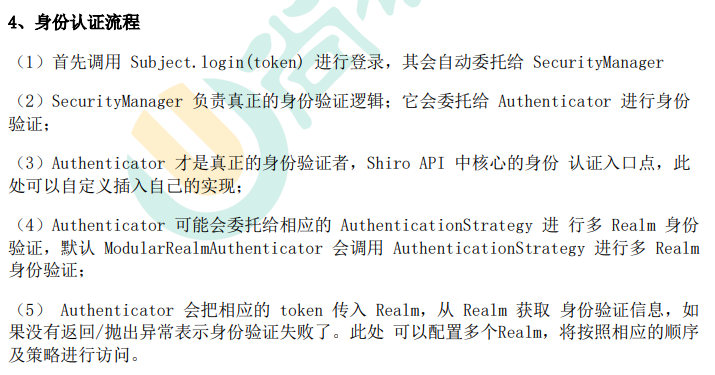 4、身份认证流程
（1）首先调用 Subject.login(token) 进行登录，其会自动委托给 SecurityManager
（2）SecurityManager 负责真正的身份验证逻辑；它会委托给 Authenticator 进行身份
验证；
（3）Authenticator 才是真正的身份验证者，Shiro API 中核心的身份 认证入口点，此
处可以自定义插入自己的实现；
（4）Authenticator 可能会委托给相应的 AuthenticationStrategy 进 行多 Realm 身份
验证，默认 ModularRealmAuthenticator 会调用 AuthenticationStrategy 进行多 Realm
身份验证；
（5） Authenticator 会把相应的 token 传入 Realm，从 Realm 获取 身份验证信息，如
果没有返回/抛出异常表示身份验证失败了。此处 可以配置多个Realm，将按照相应的顺序
及策略进行访问。